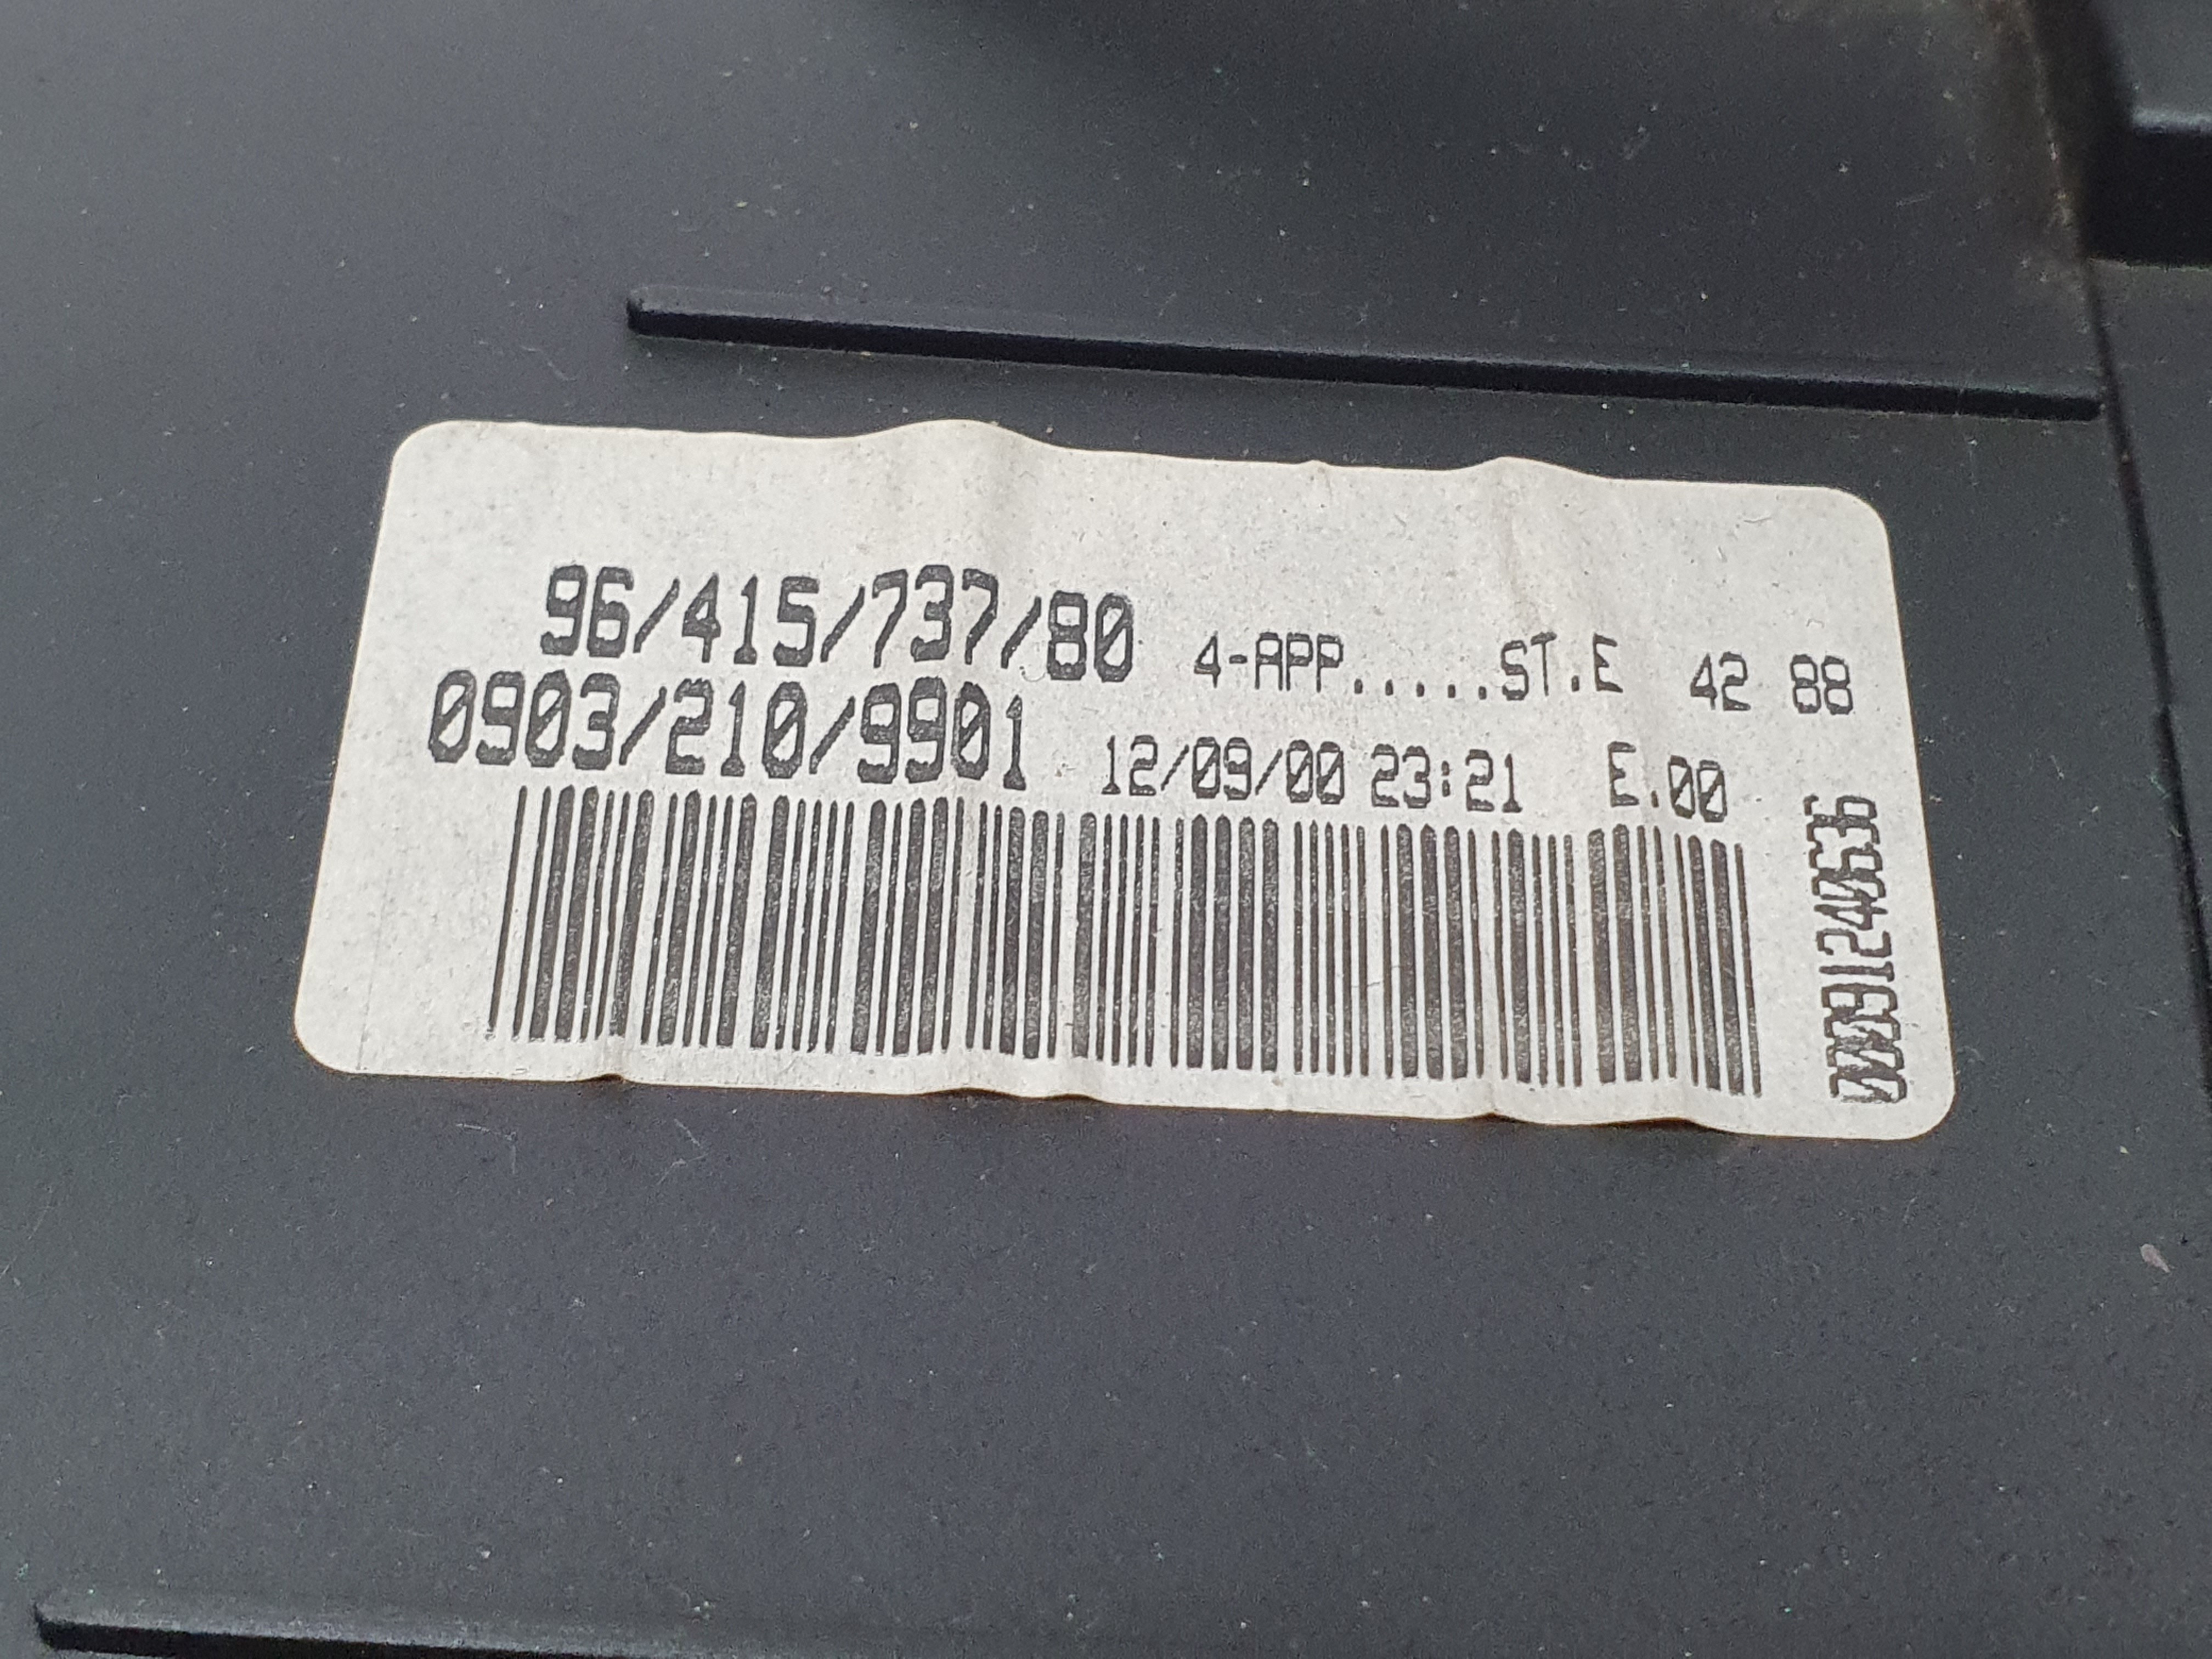 96/415/737/80 4-APP.....ST.E 42 88
0903/210/9901 12/09/00 23:21 E.00